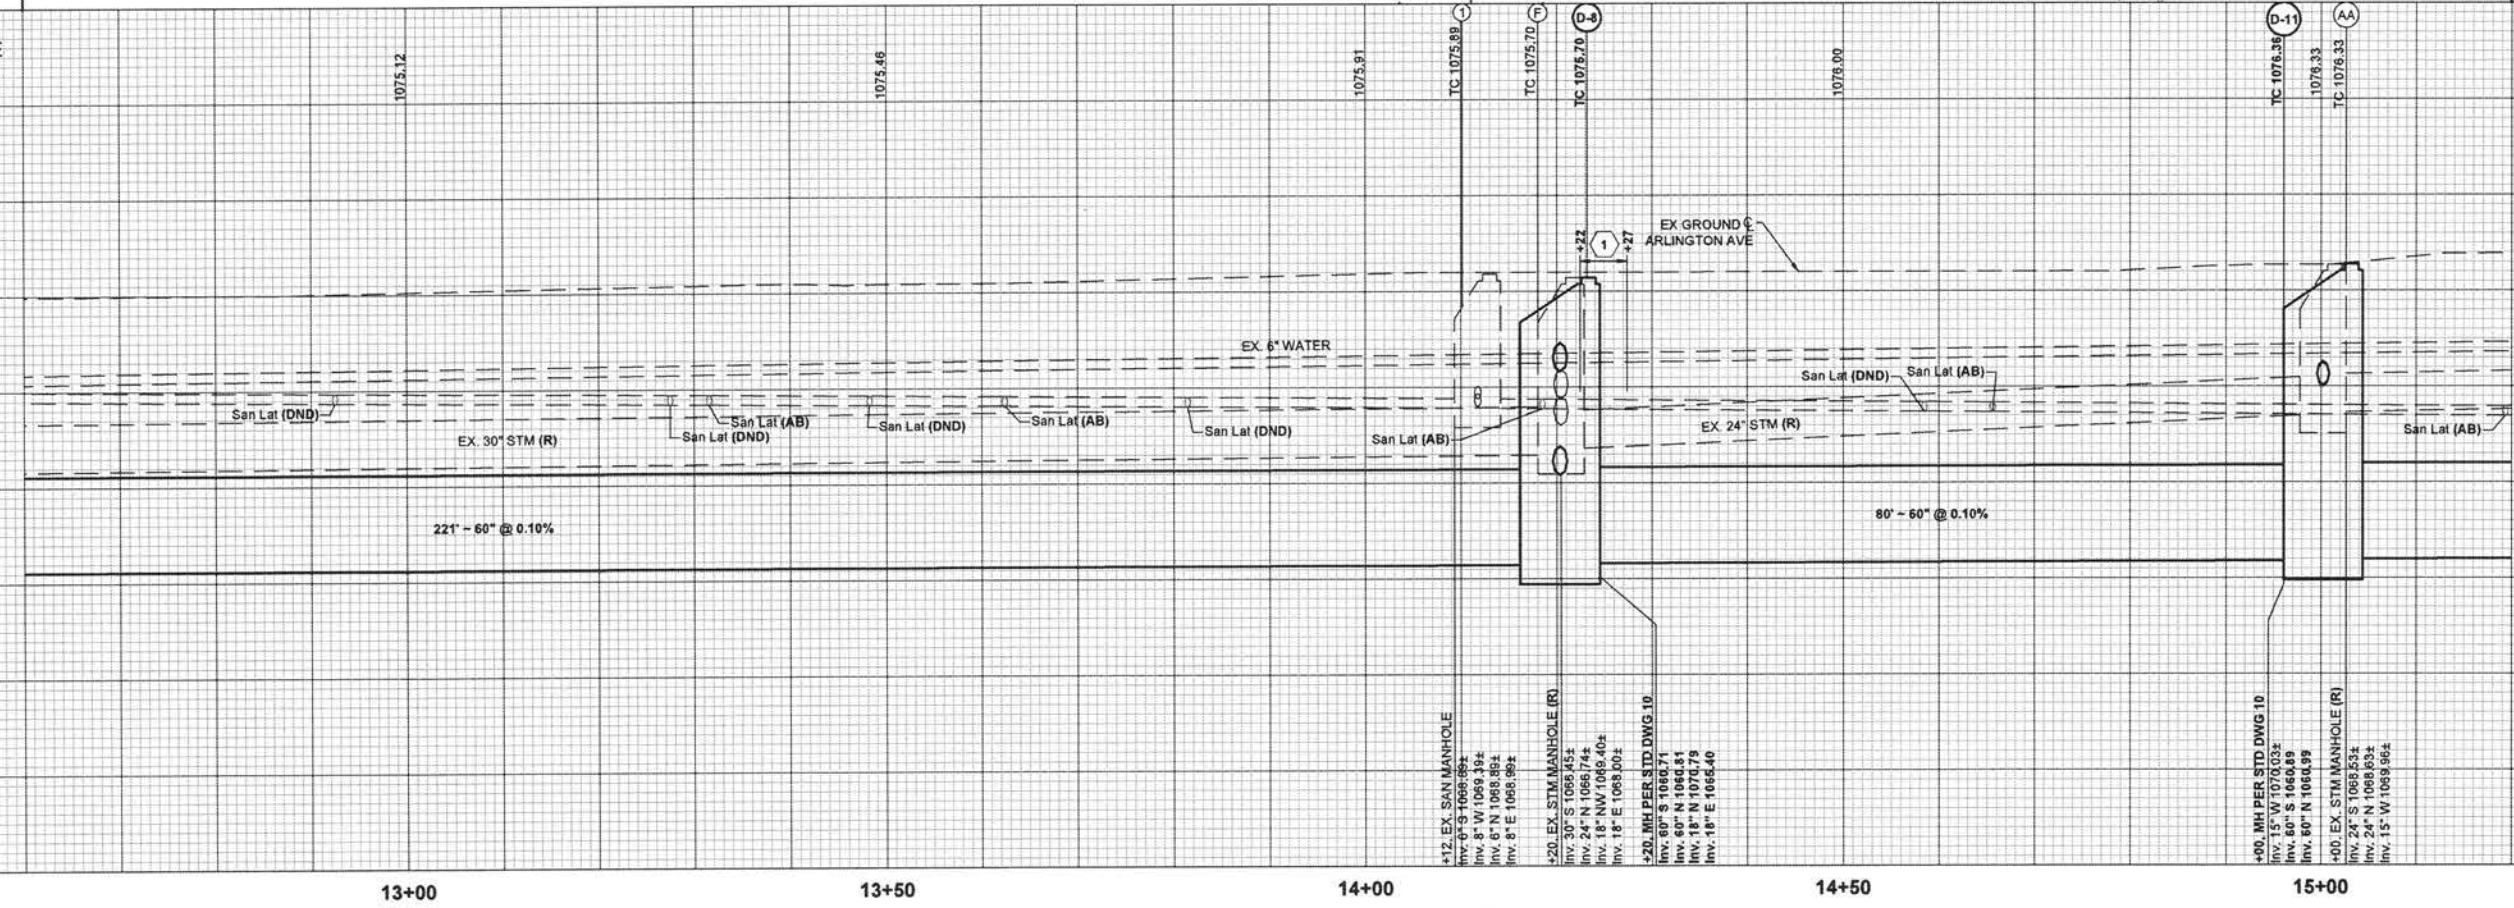 1
F
D-8
D-11
AA
1075.12
1075.46
1075.91
TC 1075.89
TC 1075.70
TC 1075.70
1076.00
TC 1076.36
1076.33
TC 1076.33
EX GROUND ℄
ARLINGTON AVE
+22
1
+27
EX. 6" WATER
San Lat (DND)
San Lat (DND)
San Lat (AB)
San Lat (DND)
San Lat (AB)
San Lat (DND)
San Lat (AB)
San Lat (DND)
San Lat (AB)
San Lat (AB)
EX. 30" STM (R)
EX. 24" STM (R)
221' ~ 60" @ 0.10%
80' ~ 60" @ 0.10%
+12, EX. SAN MANHOLE
Inv. 6" S 1068.89±
Inv. 8" W 1069.39±
Inv. 6" N 1068.89±
Inv. 8" E 1068.99±
+20, EX. STM MANHOLE (R)
Inv. 30" S 1066.45±
Inv. 24" N 1066.74±
Inv. 18" NW 1069.40±
Inv. 18" E 1068.00±
+20, MH PER STD DWG 10
Inv. 60" S 1060.71
Inv. 60" N 1060.81
Inv. 18" N 1070.79
Inv. 18" E 1065.40
+00, MH PER STD DWG 10
Inv. 15" W 1070.03±
Inv. 60" S 1060.89
Inv. 60" N 1060.99
+00, EX. STM MANHOLE (R)
Inv. 24" S 1068.53±
Inv. 24" N 1068.63±
Inv. 15" W 1069.96±
13+00
13+50
14+00
14+50
15+00